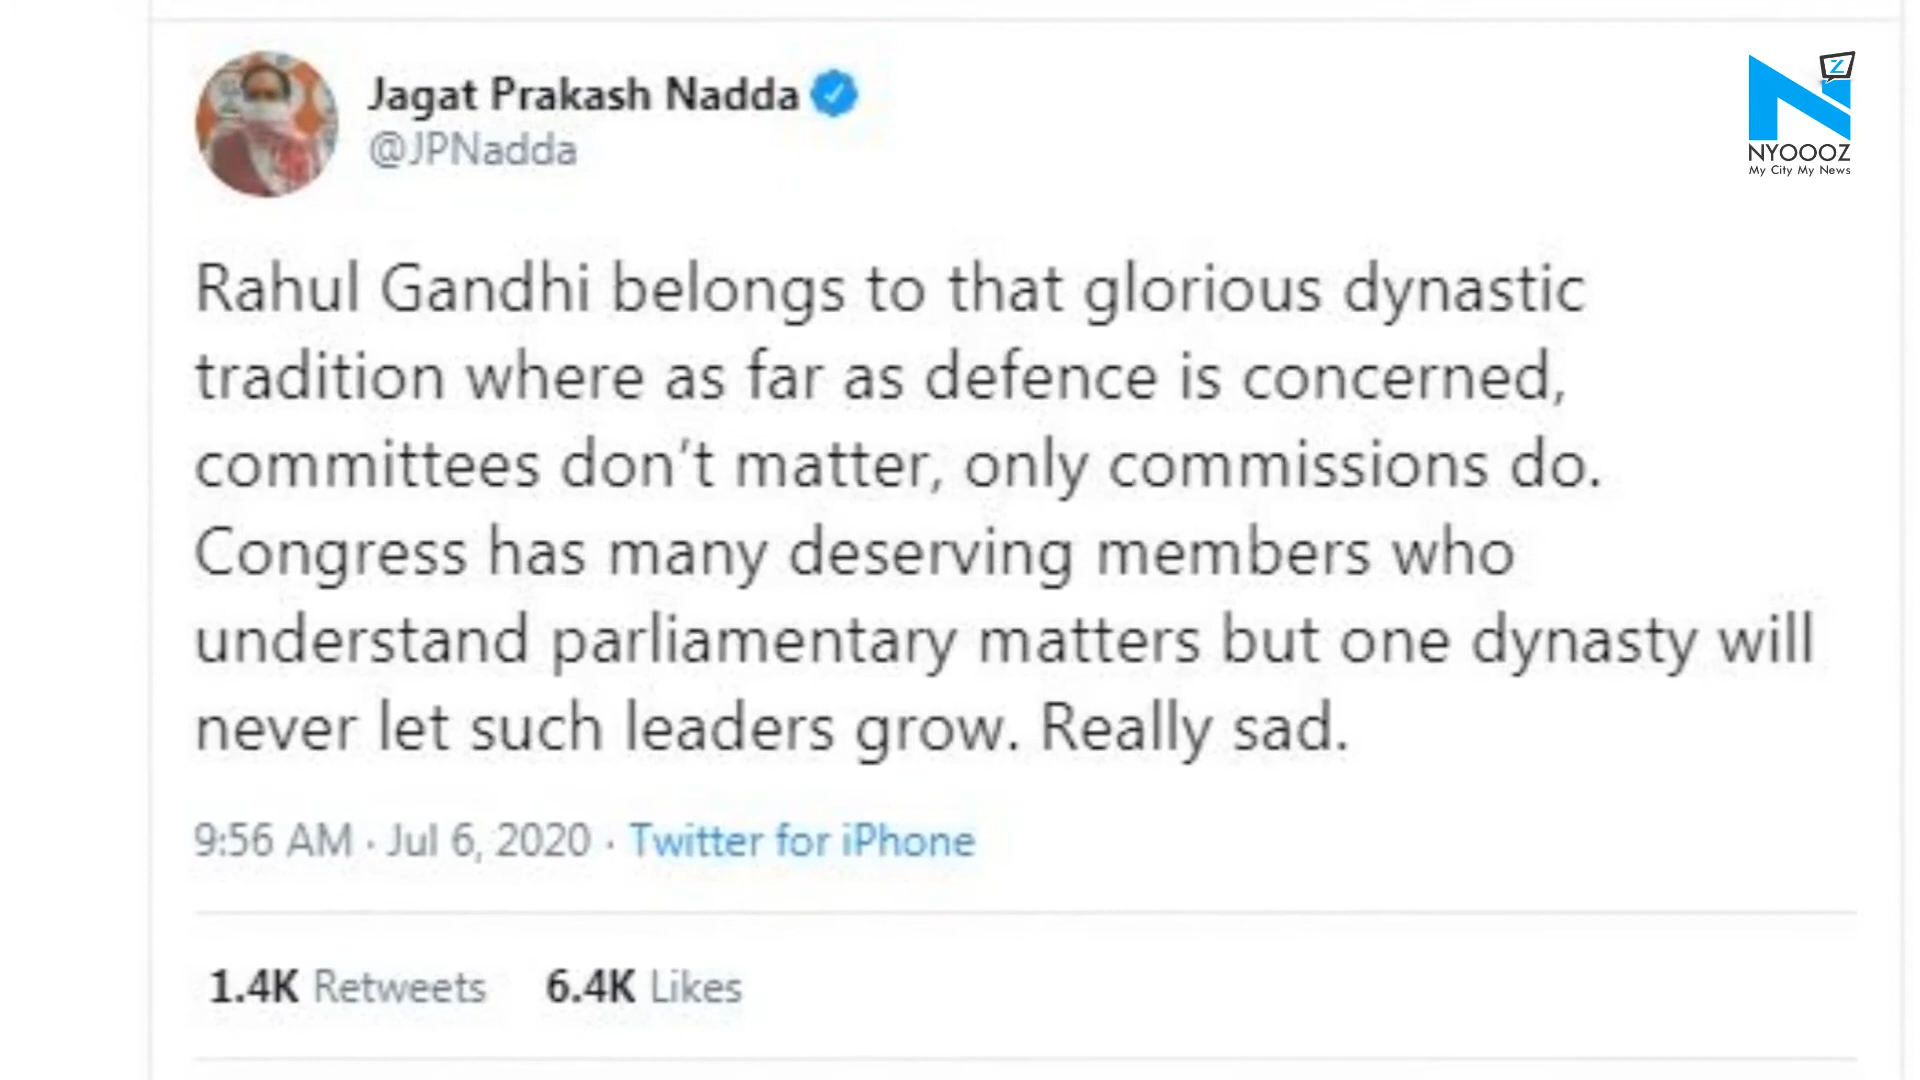 Jagat Prakash Nadda
@JPNadda
Z
NYOOOZ
My City My News
Rahul Gandhi belongs to that glorious dynastic
tradition where as far as defence is concerned,
committees don’t matter, only commissions do.
Congress has many deserving members who
understand parliamentary matters but one dynasty will
never let such leaders grow. Really sad.
9:56 AM · Jul 6, 2020 · Twitter for iPhone
1.4K Retweets 6.4K Likes